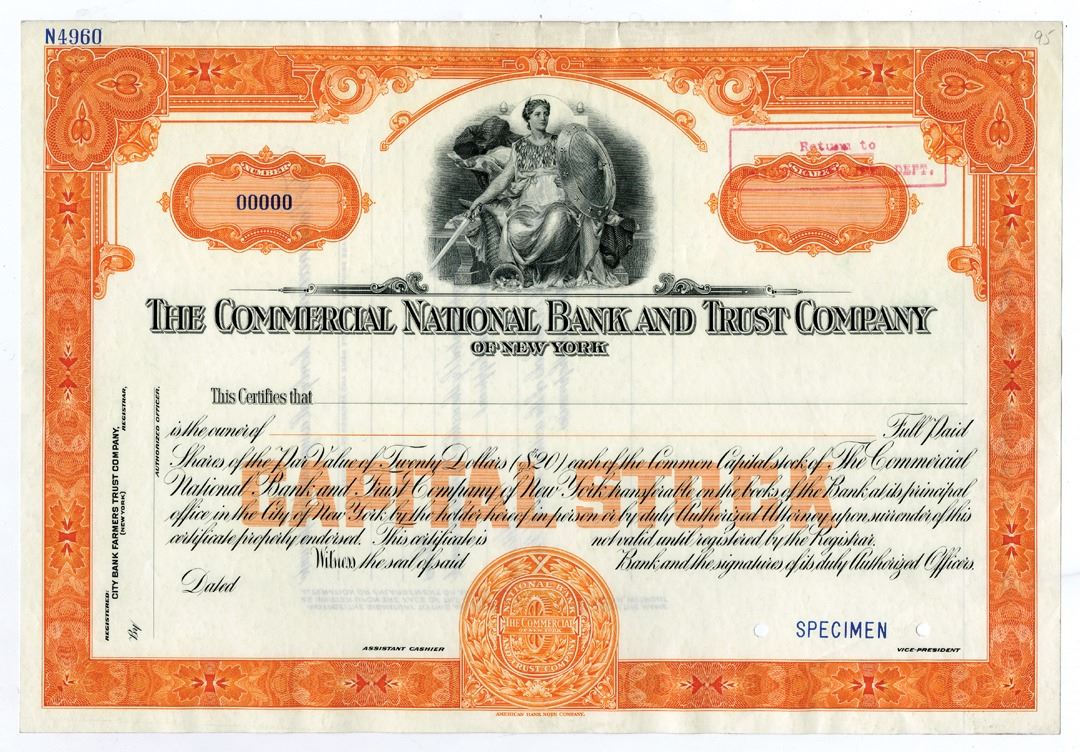 N4960
95
NUMBER
00000
Return to
DEPT.
SHARES
THE COMMERCIAL NATIONAL BANK AND TRUST COMPANY
OF NEW YORK
This Certifies that
is the owner of Full Paid
Shares of the Par Value of Twenty Dollars ($20) each of the Common Capital stock of The Commercial
National Bank and Trust Company of New York transferable on the books of the Bank at its principal
office in the City of New York by the holder hereof in person or by duly Authorized Attorney upon surrender of this
certificate properly endorsed. This certificate is not valid until registered by the Registrar.
Witness the seal of said Bank and the signatures of its duly Authorized Officers.
Dated
CAPITAL STOCK
REGISTERED:
CITY BANK FARMERS TRUST COMPANY,
(NEW YORK)
REGISTRAR,
By
AUTHORIZED OFFICER.
NATIONAL BANK
THE COMMERCIAL
OF NEW YORK
AND TRUST COMPANY
ASSISTANT CASHIER
SPECIMEN
VICE-PRESIDENT
AMERICAN BANK NOTE COMPANY.